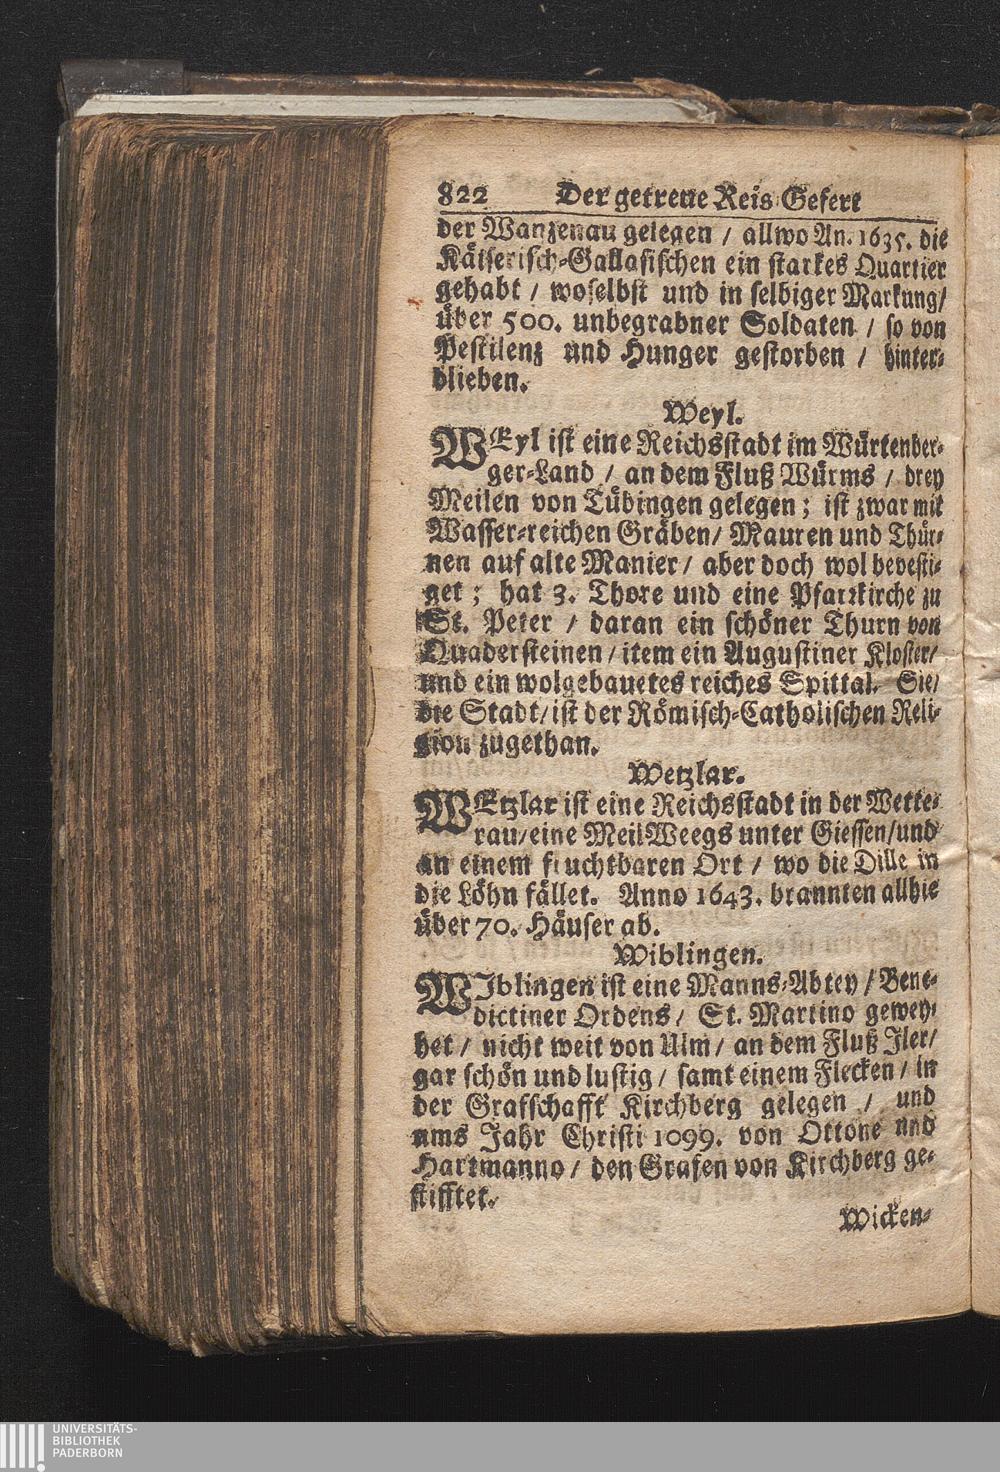 822 Der getreue Reis-Gefert
der Wanzenau gelegen / allwo An. 1635. die
Käiserisch-Gallasischen ein starkes Quartier
gehabt / woselbst und in selbiger Markung/
über 500. unbegrabner Soldaten / so von
Pestilenz und Hunger gestorben / hinter-
blieben.
Weyl.
WEyl ist eine Reichsstadt im Würtenber-
ger-Land / an dem Fluß Würms / drey
Meilen von Tübingen gelegen; ist zwar mit
Wasser-reichen Gräben/ Mauren und Thür-
nen auf alte Manier / aber doch wol bevesti-
get; hat 3. Thore und eine Pfarrkirche zu
St. Peter / daran ein schöner Thurn von
Quadersteinen / item ein Augustiner Kloster/
und ein wolgebauetes reiches Spittal. Sie/
die Stadt/ ist der Römisch-Catholischen Reli-
gion zugethan.
Wetzlar.
WEtzlar ist eine Reichsstadt in der Wette-
rau/ eine Meil Weegs unter Giessen/und
an einem fruchtbaren Ort / wo die Dille in
die Löhn fället. Anno 1643. brannten allhie
über 70. Häuser ab.
Wiblingen.
WIblingen ist eine Manns-Abtey / Bene-
dictiner Ordens / St. Martino gewey-
het / nicht weit von Ulm / an dem Fluß Iler/
gar schön und lustig / samt einem Flecken / in
der Grafschafft Kirchberg gelegen / und
ums Jahr Christi 1099. von Ottone und
Hartmanno / den Grafen von Kirchberg ge-
stifftet.
Wicken-
UNIVERSITÄTS-
BIBLIOTHEK
PADERBORN